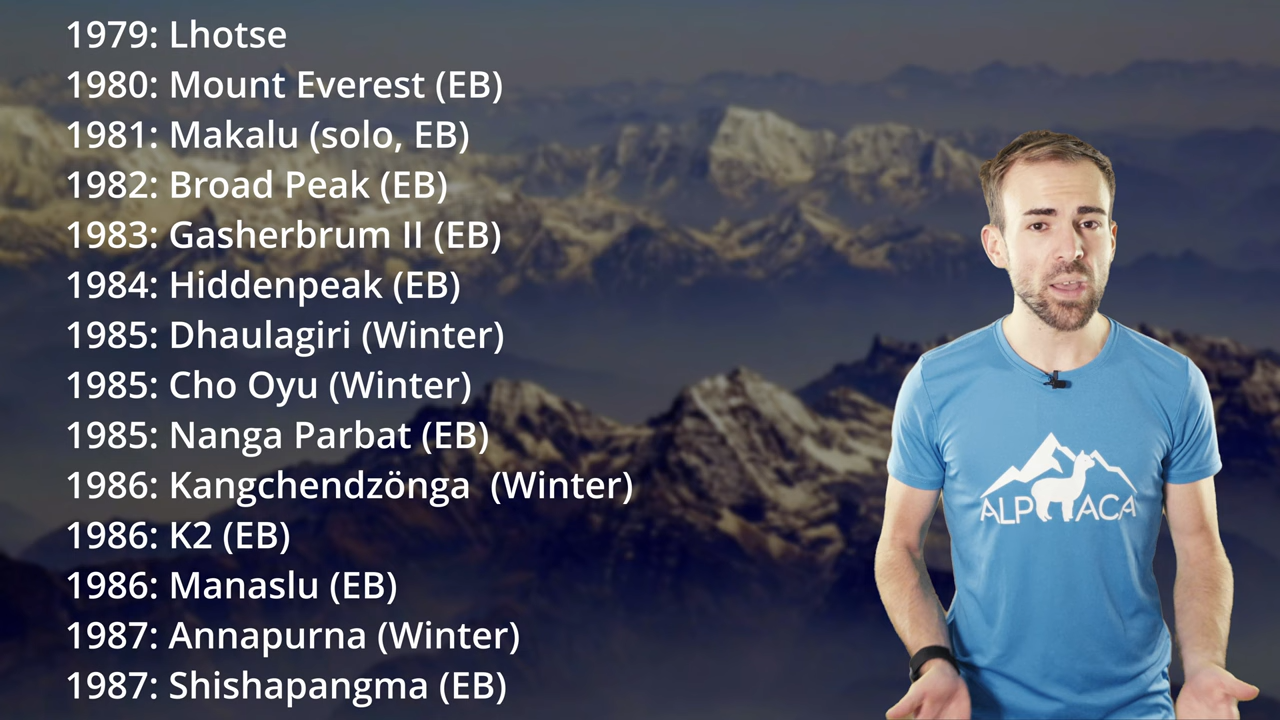 1979: Lhotse
1980: Mount Everest (EB)
1981: Makalu (solo, EB)
1982: Broad Peak (EB)
1983: Gasherbrum II (EB)
1984: Hiddenpeak (EB)
1985: Dhaulagiri (Winter)
1985: Cho Oyu (Winter)
1985: Nanga Parbat (EB)
1986: Kangchendzönga (Winter)
1986: K2 (EB)
1986: Manaslu (EB)
1987: Annapurna (Winter)
1987: Shishapangma (EB)
ALPACA